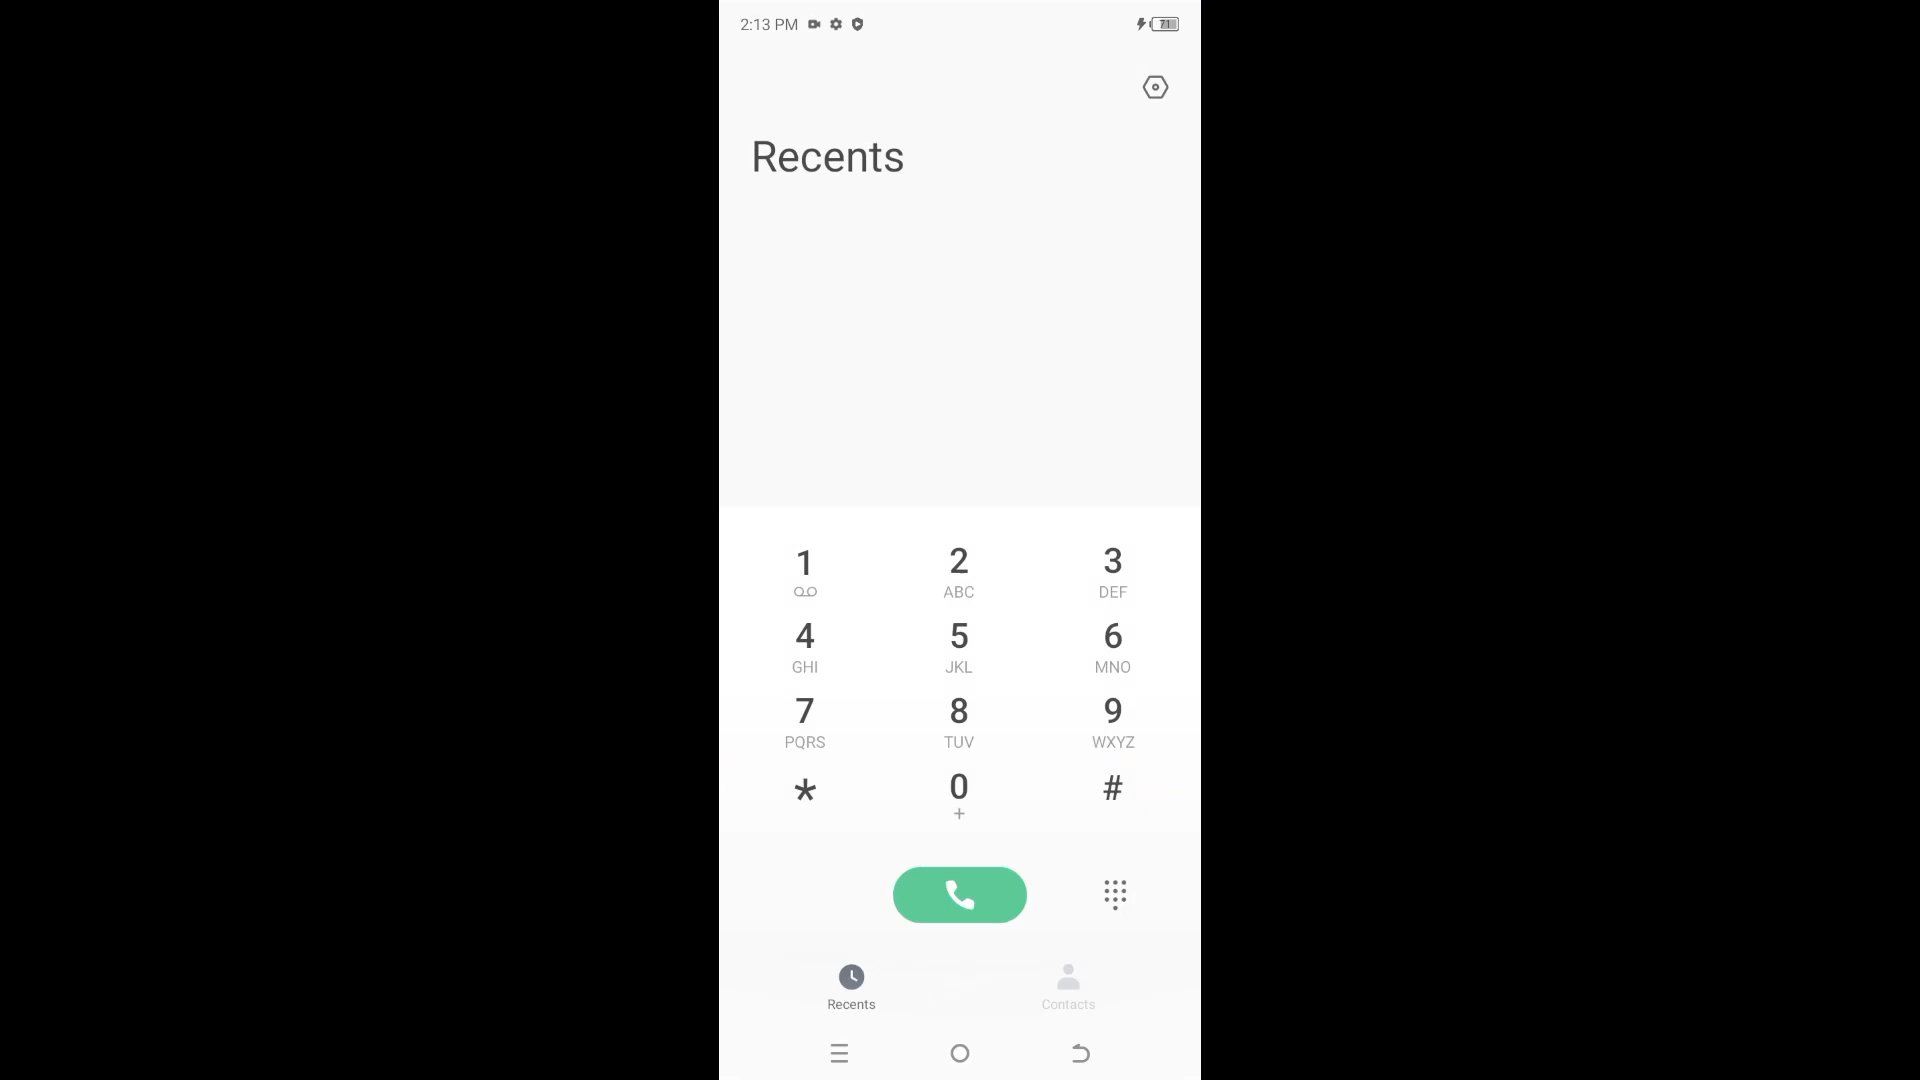 2:13 PM
71
Recents
1
2 ABC
3 DEF
4 GHI
5 JKL
6 MNO
7 PQRS
8 TUV
9 WXYZ
*
0 +
#
Recents
Contacts